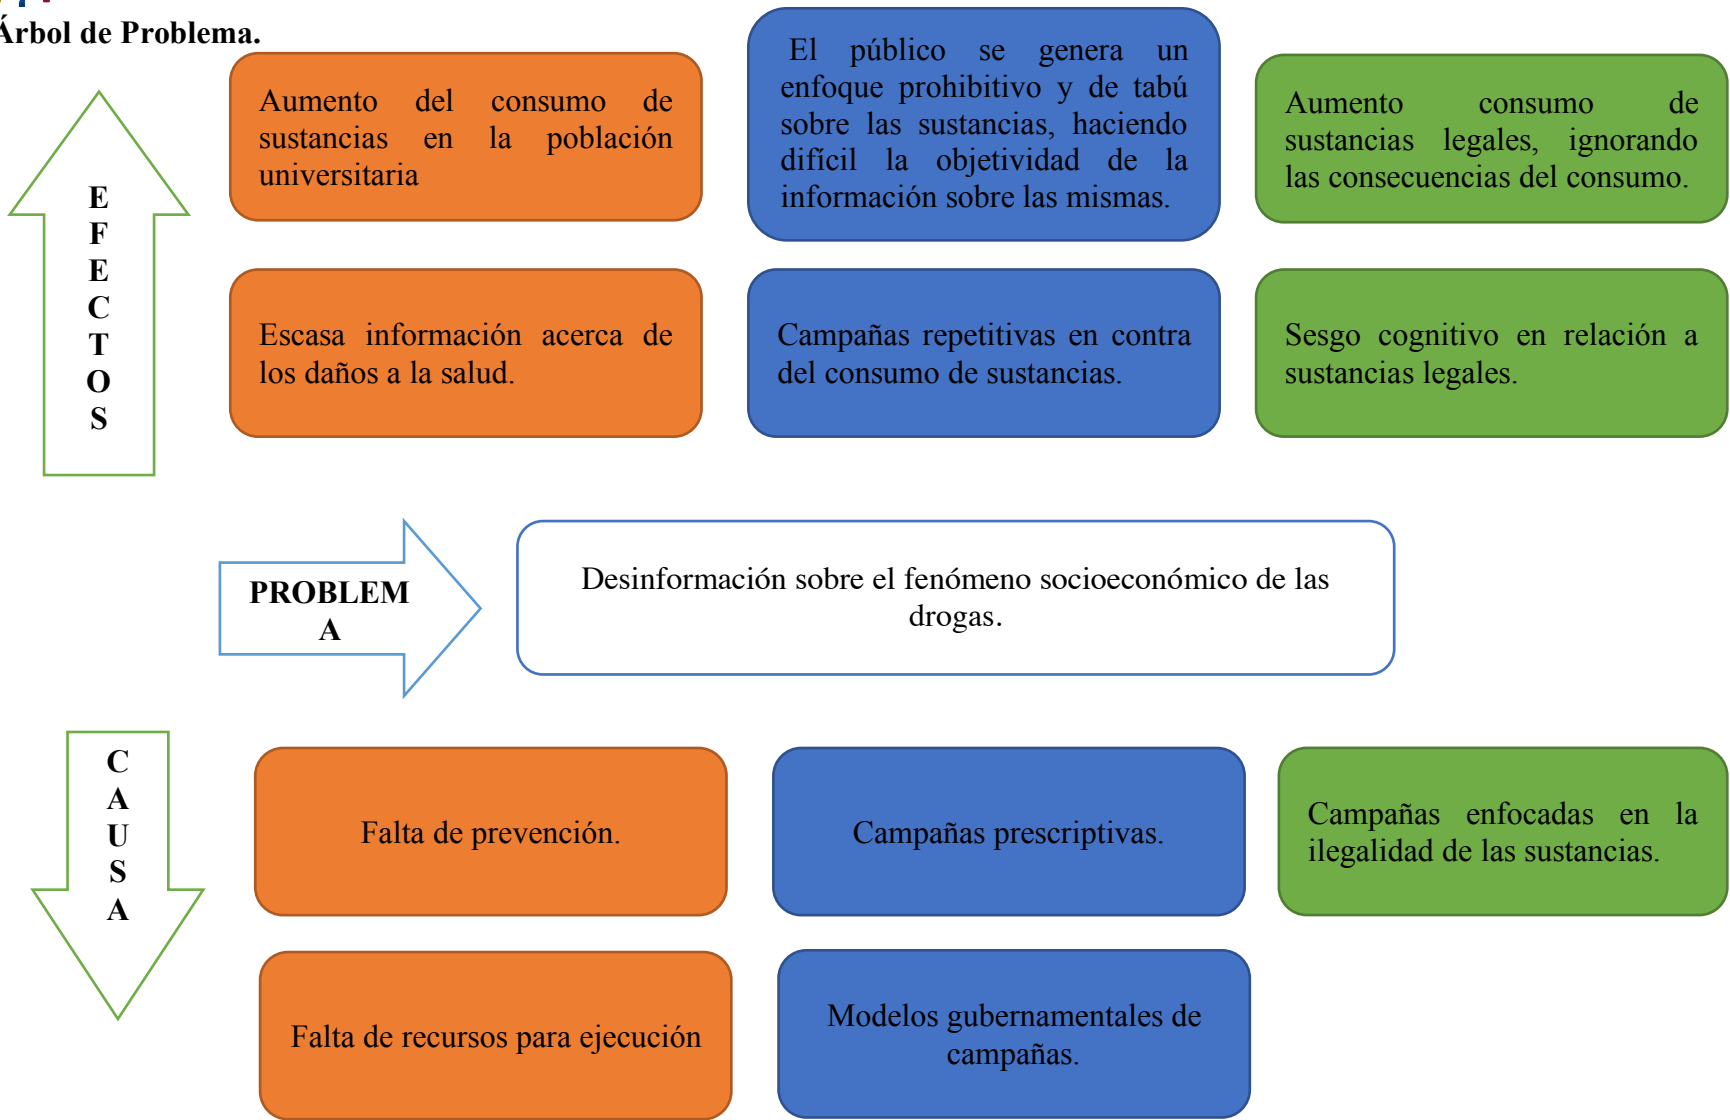 Árbol de Problema.
El público se genera un
enfoque prohibitivo y de tabú
sobre las sustancias, haciendo
difícil la objetividad de la
información sobre las mismas.
Aumento del consumo de
sustancias en la población
universitaria
Aumento consumo de
sustancias legales, ignorando
las consecuencias del consumo.
E
F
E
C
T
O
S
Escasa información acerca de
los daños a la salud.
Campañas repetitivas en contra
del consumo de sustancias.
Sesgo cognitivo en relación a
sustancias legales.
PROBLEM
A
Desinformación sobre el fenómeno socioeconómico de las
drogas.
C
A
U
S
A
Falta de prevención.
Campañas prescriptivas.
Campañas enfocadas en la
ilegalidad de las sustancias.
Falta de recursos para ejecución
Modelos gubernamentales de
campañas.